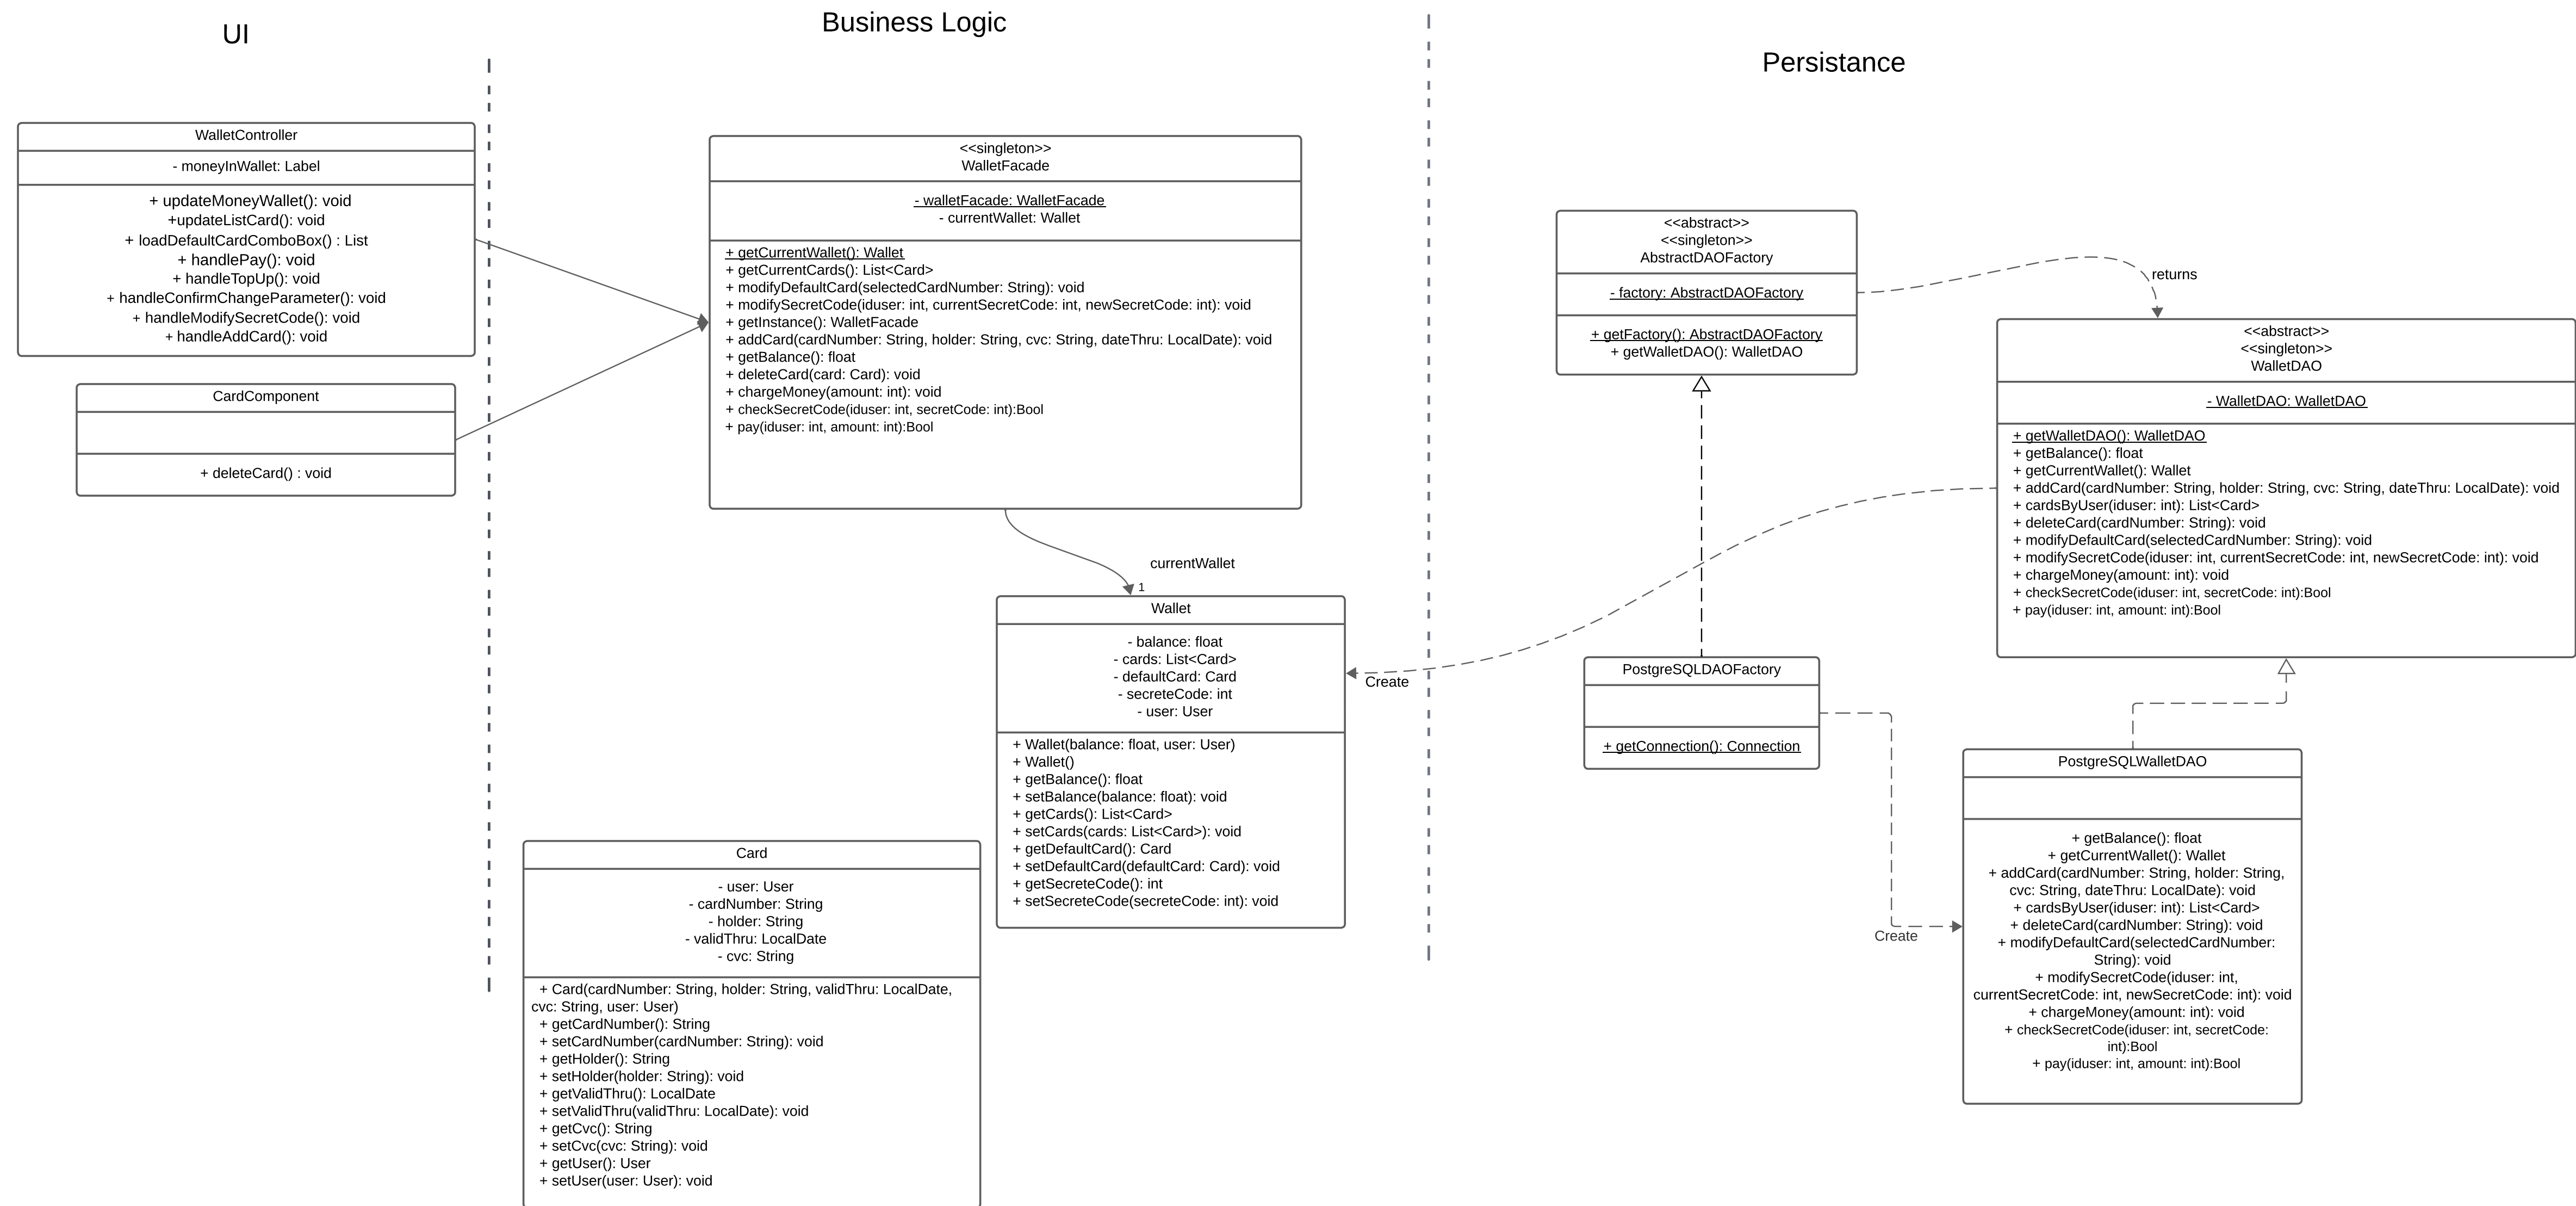 UI
Business Logic
Persistance
WalletController
- moneyInWallet: Label
+ updateMoneyWallet(): void
+updateListCard(): void
+ loadDefaultCardComboBox() : List
+ handlePay(): void
+ handleTopUp(): void
+ handleConfirmChangeParameter(): void
+ handleModifySecretCode(): void
+ handleAddCard(): void
CardComponent
+ deleteCard() : void
<<singleton>>
WalletFacade
- walletFacade: WalletFacade
- currentWallet: Wallet
+ getCurrentWallet(): Wallet
+ getCurrentCards(): List<Card>
+ modifyDefaultCard(selectedCardNumber: String): void
+ modifySecretCode(iduser: int, currentSecretCode: int, newSecretCode: int): void
+ getInstance(): WalletFacade
+ addCard(cardNumber: String, holder: String, cvc: String, dateThru: LocalDate): void
+ getBalance(): float
+ deleteCard(card: Card): void
+ chargeMoney(amount: int): void
+ checkSecretCode(iduser: int, secretCode: int):Bool
+ pay(iduser: int, amount: int):Bool
currentWallet
1
Wallet
- balance: float
- cards: List<Card>
- defaultCard: Card
- secreteCode: int
- user: User
+ Wallet(balance: float, user: User)
+ Wallet()
+ getBalance(): float
+ setBalance(balance: float): void
+ getCards(): List<Card>
+ setCards(cards: List<Card>): void
+ getDefaultCard(): Card
+ setDefaultCard(defaultCard: Card): void
+ getSecreteCode(): int
+ setSecreteCode(secreteCode: int): void
Card
- user: User
- cardNumber: String
- holder: String
- validThru: LocalDate
- cvc: String
+ Card(cardNumber: String, holder: String, validThru: LocalDate,
cvc: String, user: User)
+ getCardNumber(): String
+ setCardNumber(cardNumber: String): void
+ getHolder(): String
+ setHolder(holder: String): void
+ getValidThru(): LocalDate
+ setValidThru(validThru: LocalDate): void
+ getCvc(): String
+ setCvc(cvc: String): void
+ getUser(): User
+ setUser(user: User): void
<<abstract>>
<<singleton>>
AbstractDAOFactory
- factory: AbstractDAOFactory
+ getFactory(): AbstractDAOFactory
+ getWalletDAO(): WalletDAO
returns
<<abstract>>
<<singleton>>
WalletDAO
- WalletDAO: WalletDAO
+ getWalletDAO(): WalletDAO
+ getBalance(): float
+ getCurrentWallet(): Wallet
+ addCard(cardNumber: String, holder: String, cvc: String, dateThru: LocalDate): void
+ cardsByUser(iduser: int): List<Card>
+ deleteCard(cardNumber: String): void
+ modifyDefaultCard(selectedCardNumber: String): void
+ modifySecretCode(iduser: int, currentSecretCode: int, newSecretCode: int): void
+ chargeMoney(amount: int): void
+ checkSecretCode(iduser: int, secretCode: int):Bool
+ pay(iduser: int, amount: int):Bool
Create
PostgreSQLDAOFactory
+ getConnection(): Connection
Create
PostgreSQLWalletDAO
+ getBalance(): float
+ getCurrentWallet(): Wallet
+ addCard(cardNumber: String, holder: String,
cvc: String, dateThru: LocalDate): void
+ cardsByUser(iduser: int): List<Card>
+ deleteCard(cardNumber: String): void
+ modifyDefaultCard(selectedCardNumber:
String): void
+ modifySecretCode(iduser: int,
currentSecretCode: int, newSecretCode: int): void
+ chargeMoney(amount: int): void
+ checkSecretCode(iduser: int, secretCode:
int):Bool
+ pay(iduser: int, amount: int):Bool